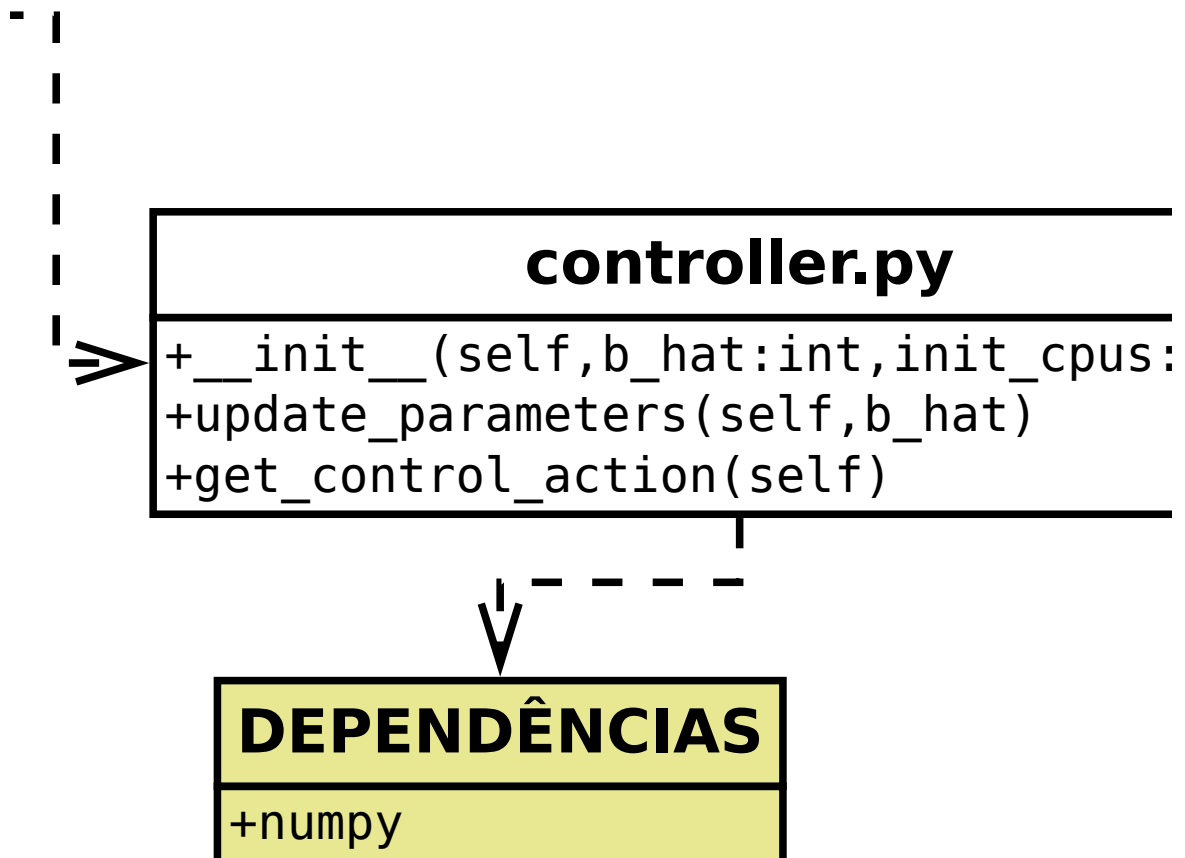 controller.py
+__init__(self,b_hat:int,init_cpus:
+update_parameters(self,b_hat)
+get_control_action(self)
DEPENDÊNCIAS
+numpy